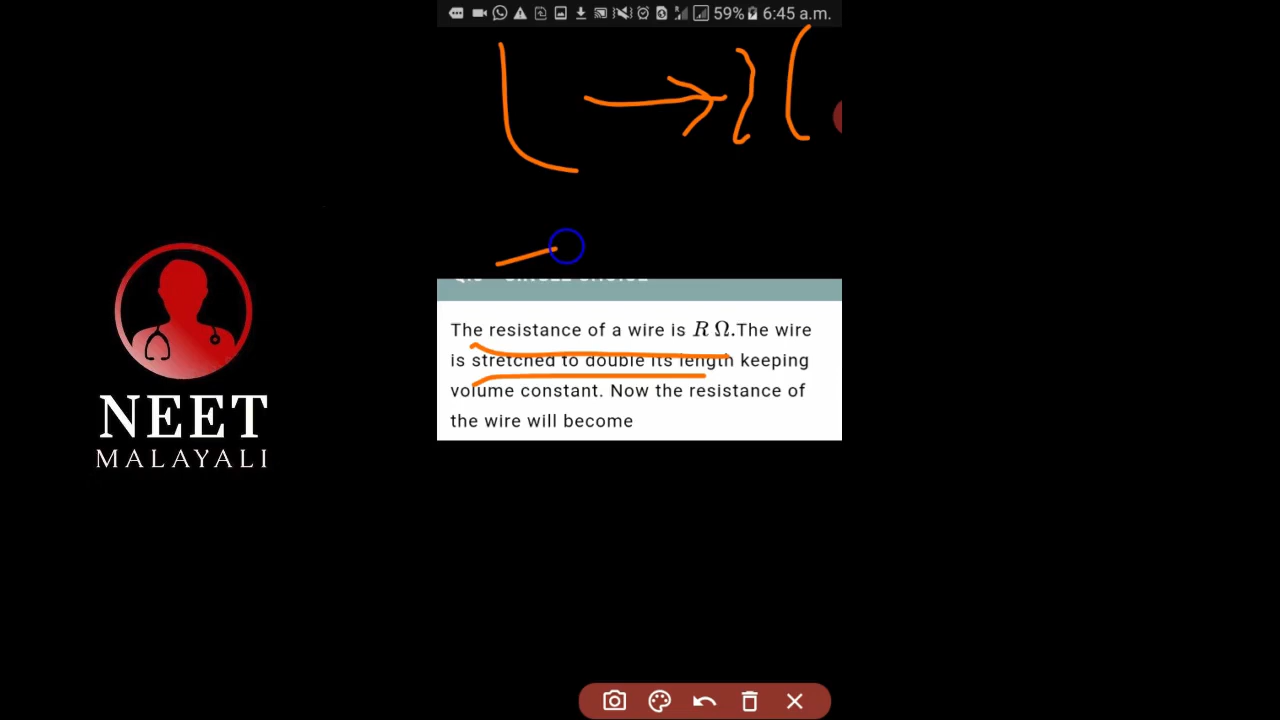 59% 6:45 a.m.
The resistance of a wire is R Ω.The wire
is stretched to double its length keeping
volume constant. Now the resistance of
the wire will become
NEET
MALAYALI